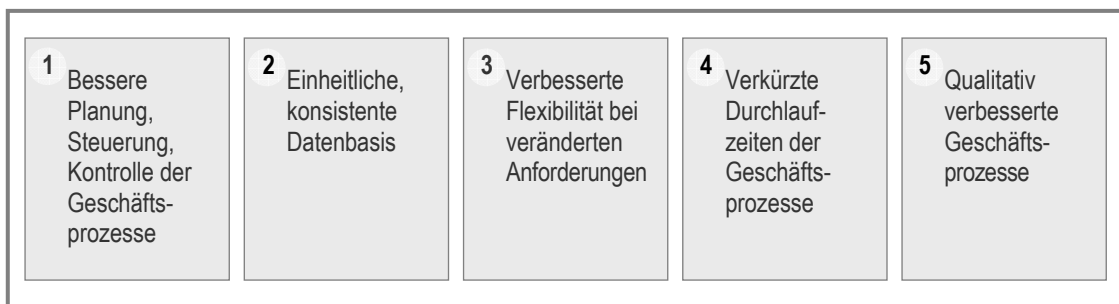 1
Bessere
Planung,
Steuerung,
Kontrolle der
Geschäfts-
prozesse
2
Einheitliche,
konsistente
Datenbasis
3
Verbesserte
Flexibilität bei
veränderten
Anforderungen
4
Verkürzte
Durchlauf-
zeiten der
Geschäfts-
prozesse
5
Qualitativ
verbesserte
Geschäfts-
prozesse